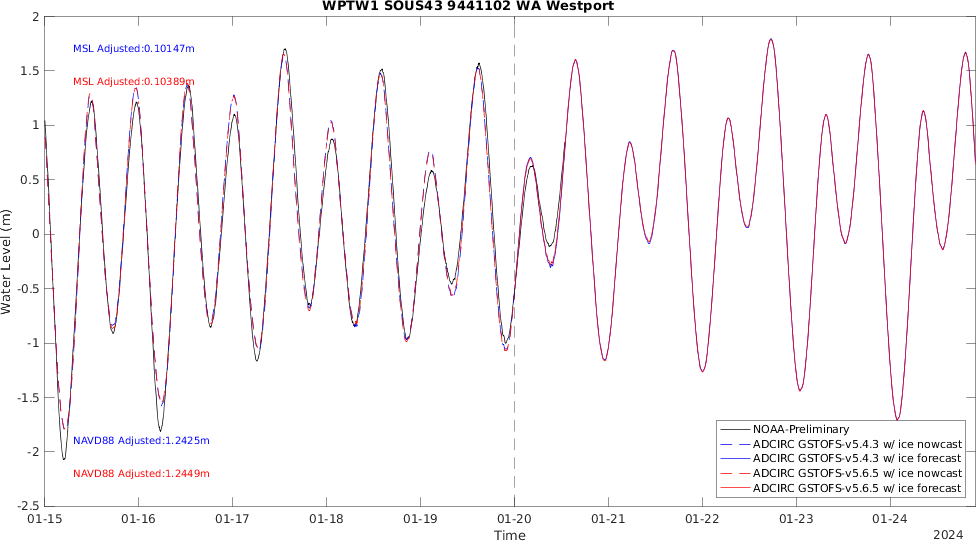 WPTW1 SOUS43 9441102 WA Westport
2
1.5
1
0.5
0
-0.5
-1
-1.5
-2
-2.5
Water Level (m)
MSL Adjusted:0.10147m
MSL Adjusted:0.10389m
NAVD88 Adjusted:1.2425m
NAVD88 Adjusted:1.2449m
NOAA-Preliminary
ADCIRC GSTOFS-v5.4.3 w/ ice nowcast
ADCIRC GSTOFS-v5.4.3 w/ ice forecast
ADCIRC GSTOFS-v5.6.5 w/ ice nowcast
ADCIRC GSTOFS-v5.6.5 w/ ice forecast
01-15 01-16 01-17 01-18 01-19 01-20 01-21 01-22 01-23 01-24
Time
2024